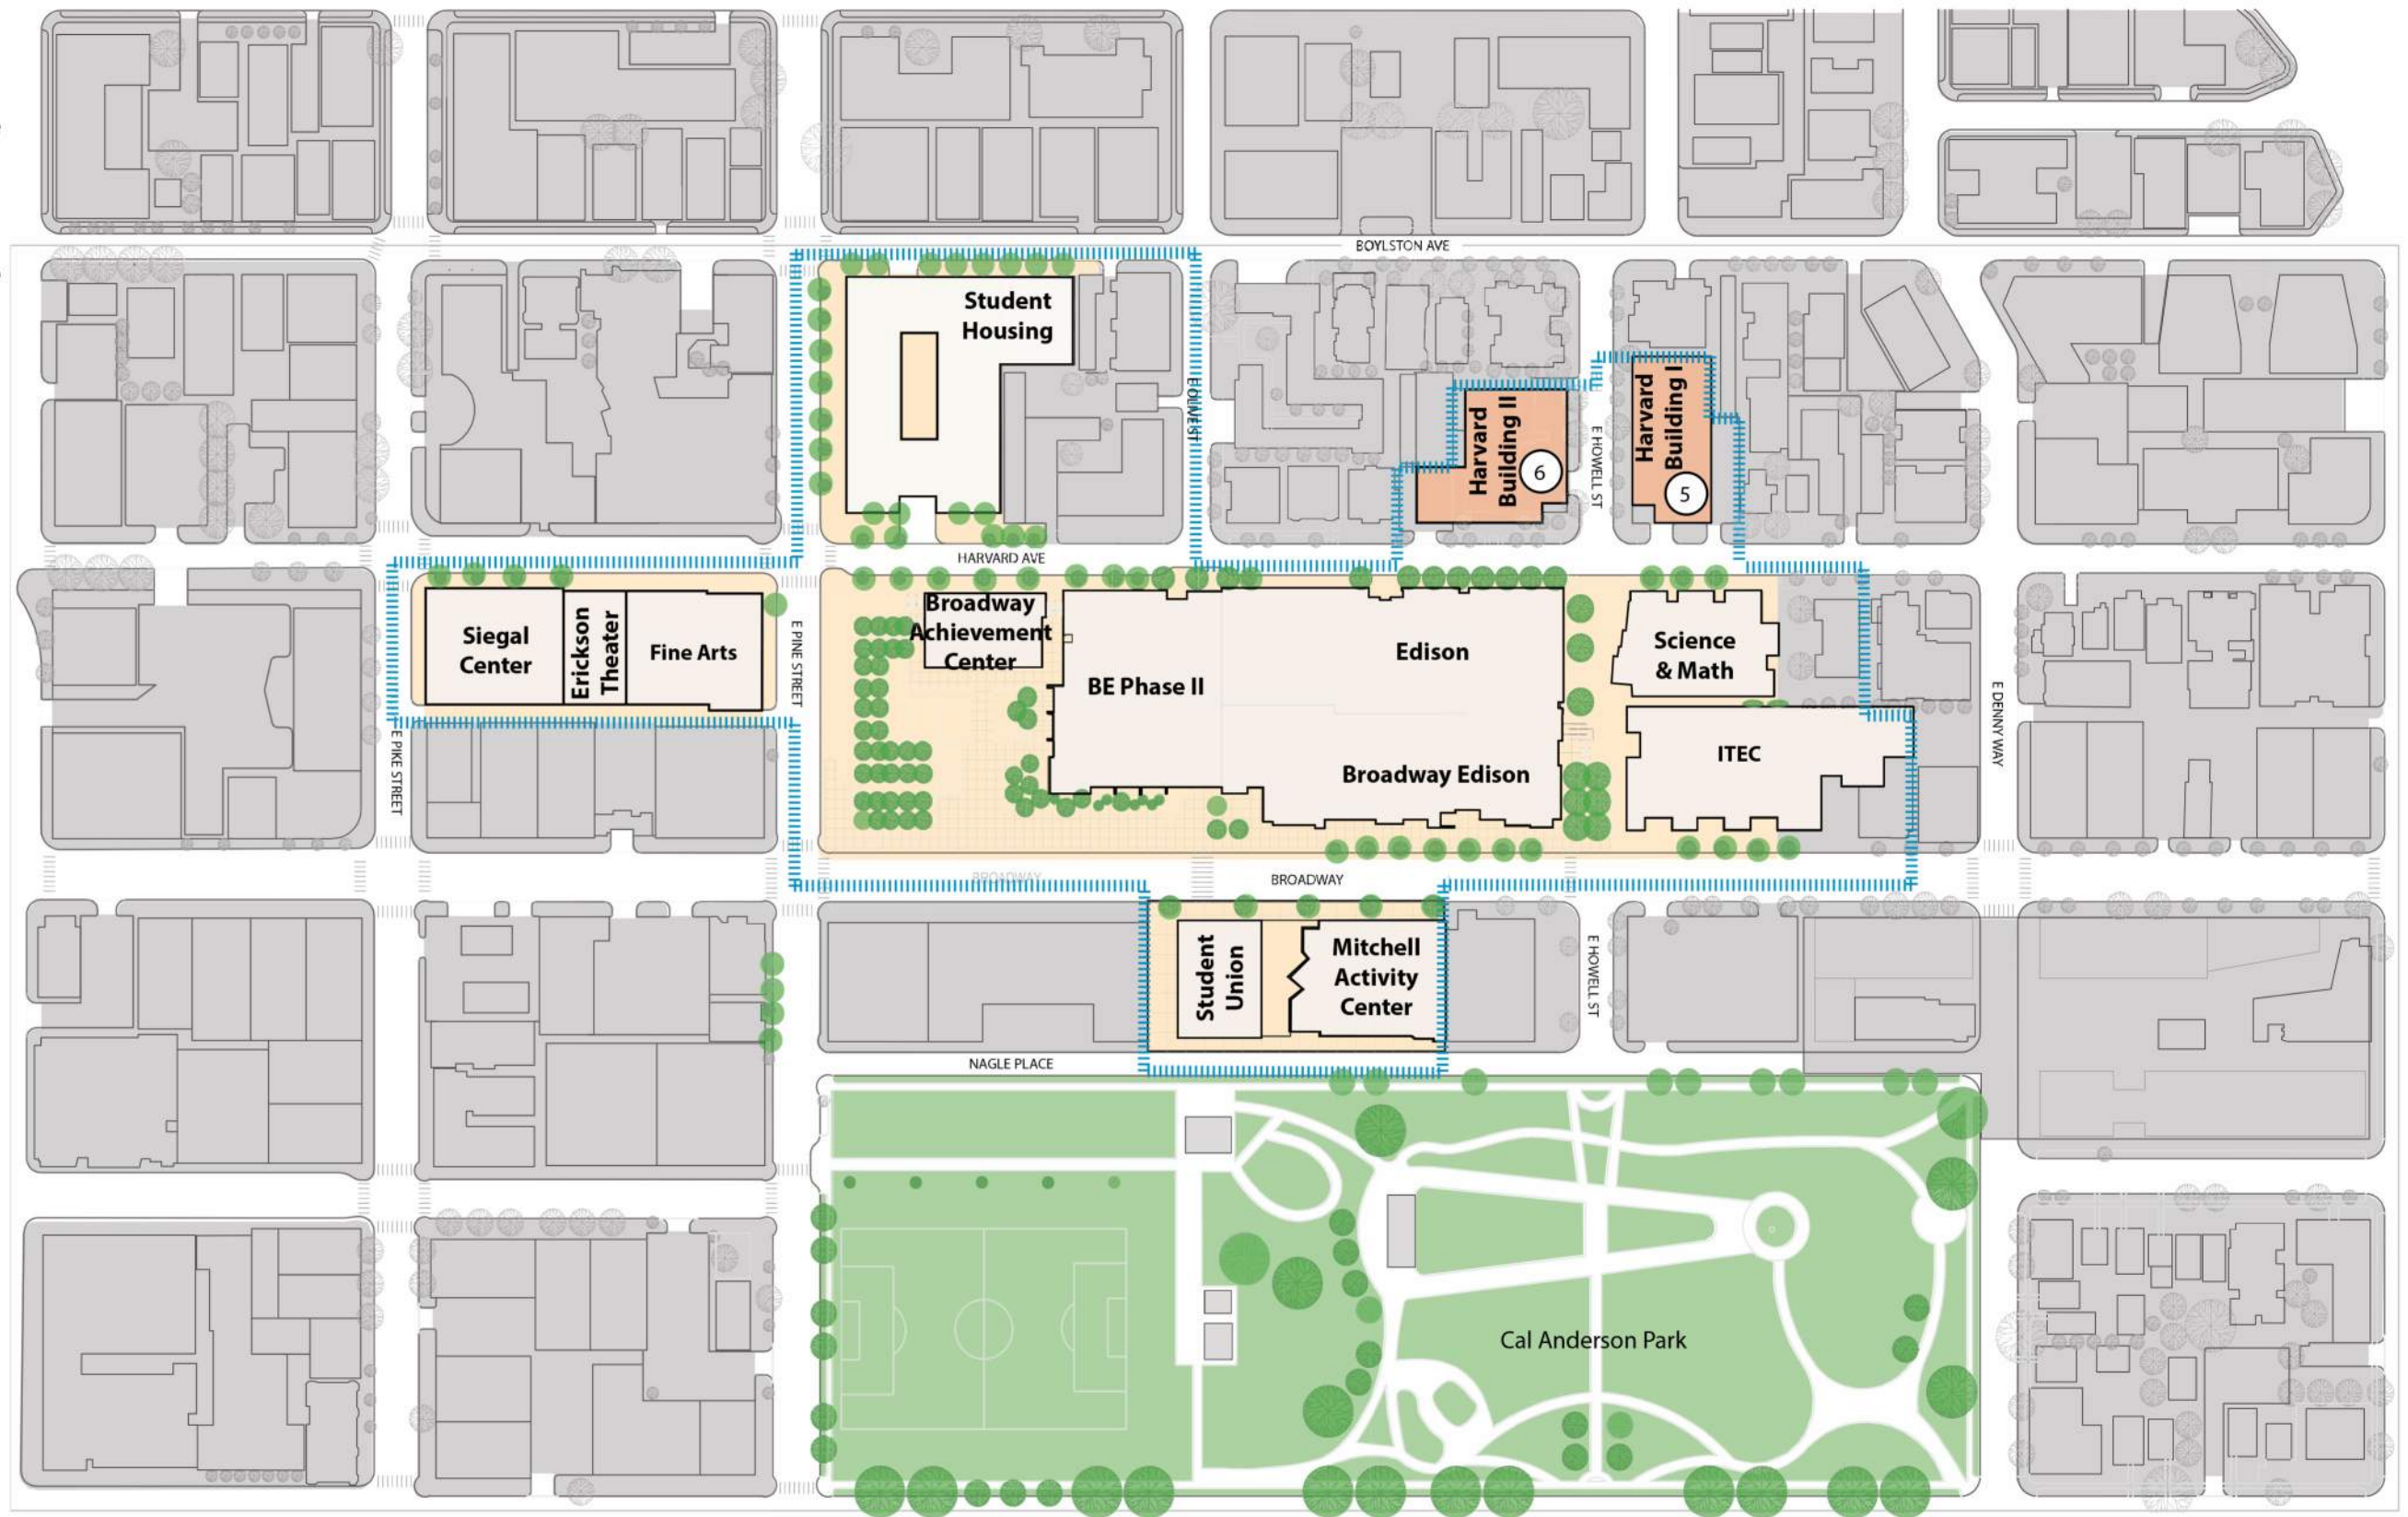 BOYLSTON AVE
Student
Housing
Harvard
Building II
6
E HOWELL ST
Harvard
Building I
5
HARVARD AVE
Siegal
Center
Erickson
Theater
Fine Arts
E PIKE STREET
E PINE STREET
Broadway
Achievement
Center
BE Phase II
Edison
Broadway Edison
Science
& Math
ITEC
E DENNY WAY
BROADWAY
BROADWAY
Student
Union
Mitchell
Activity
Center
E HOWELL ST
NAGLE PLACE
Cal Anderson Park